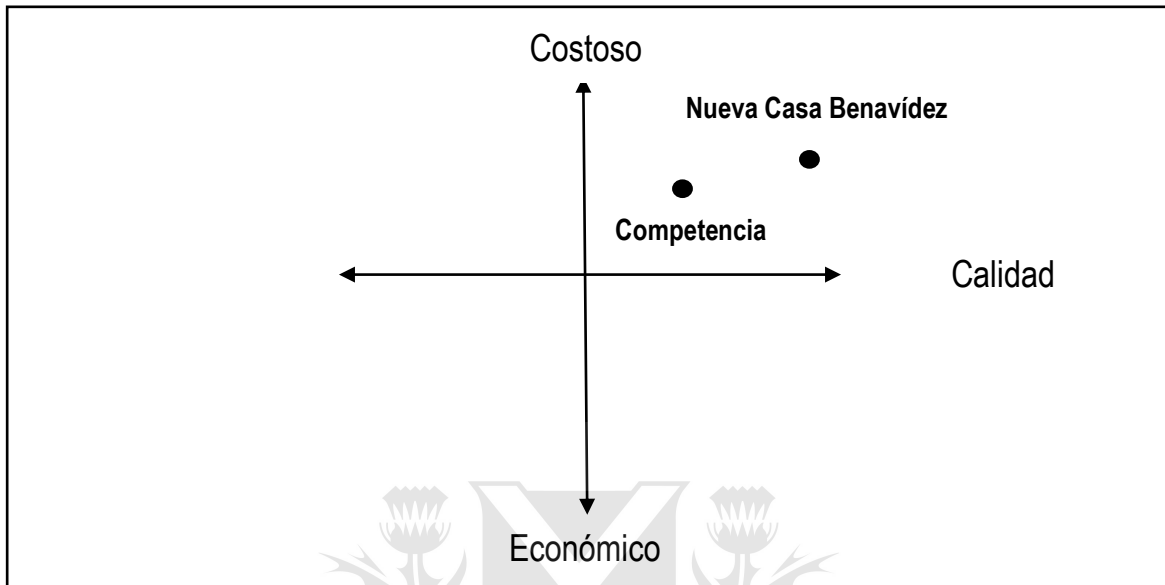 Costoso
Nueva Casa Benavídez
Competencia
Calidad
Económico